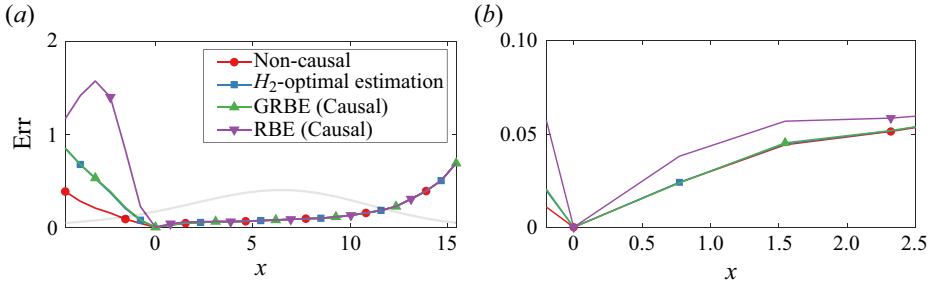 (a)
2
1
0
Err
Non-causal
H2-optimal estimation
GRBE (Causal)
RBE (Causal)
0 5 10 15
x
(b)
0.10
0.05
0
0 0.5 1.0 1.5 2.0 2.5
x